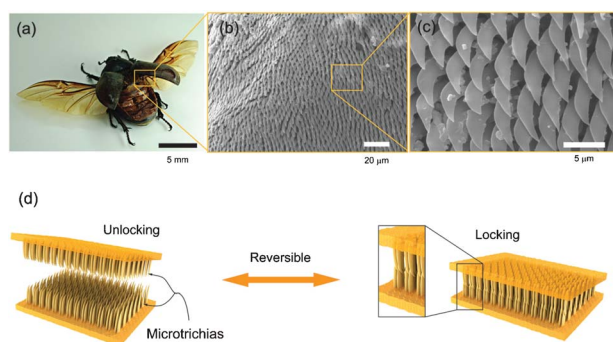 (a)
(b)
(c)
5 mm
20 μm
5 μm
(d)
Unlocking
Reversible
Locking
Microtrichias